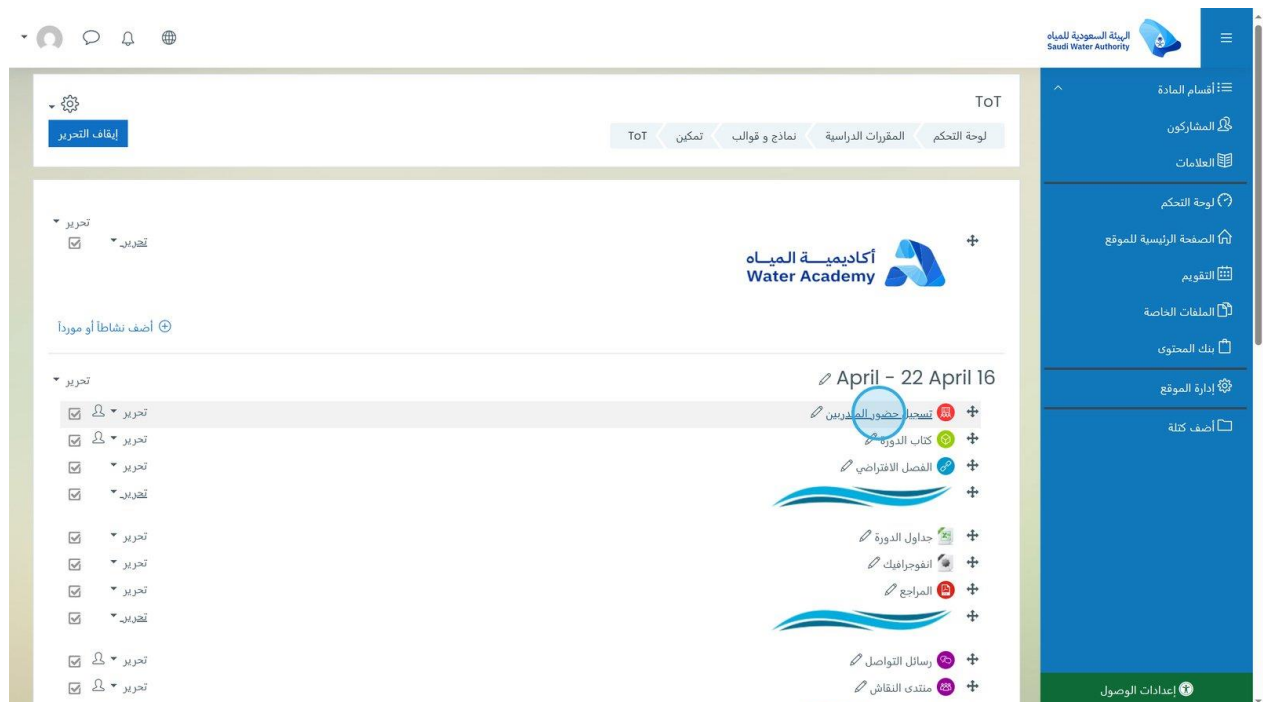 الهيئة السعودية للمياه
Saudi Water Authority
أقسام المادة
المشاركون
العلامات
لوحة التحكم
الصفحة الرئيسية للموقع
التقويم
الملفات الخاصة
بنك المحتوى
إدارة الموقع
أضف كتلة
إعدادات الوصول
ToT
لوحة التحكم المقررات الدراسية نماذج و قوالب تمكين ToT
إيقاف التحرير
تحرير
تحرير
أكاديميـــة الميـاه
Water Academy
أضف نشاطاً أو مورداً
16 April - 22 April
تحرير
تسجيل حضور المتدربين تحرير
كتاب الدورة تحرير
الفصل الافتراضي تحرير
تحرير
جداول الدورة تحرير
انفوجرافيك تحرير
المراجع تحرير
تحرير
رسائل التواصل تحرير
منتدى النقاش تحرير